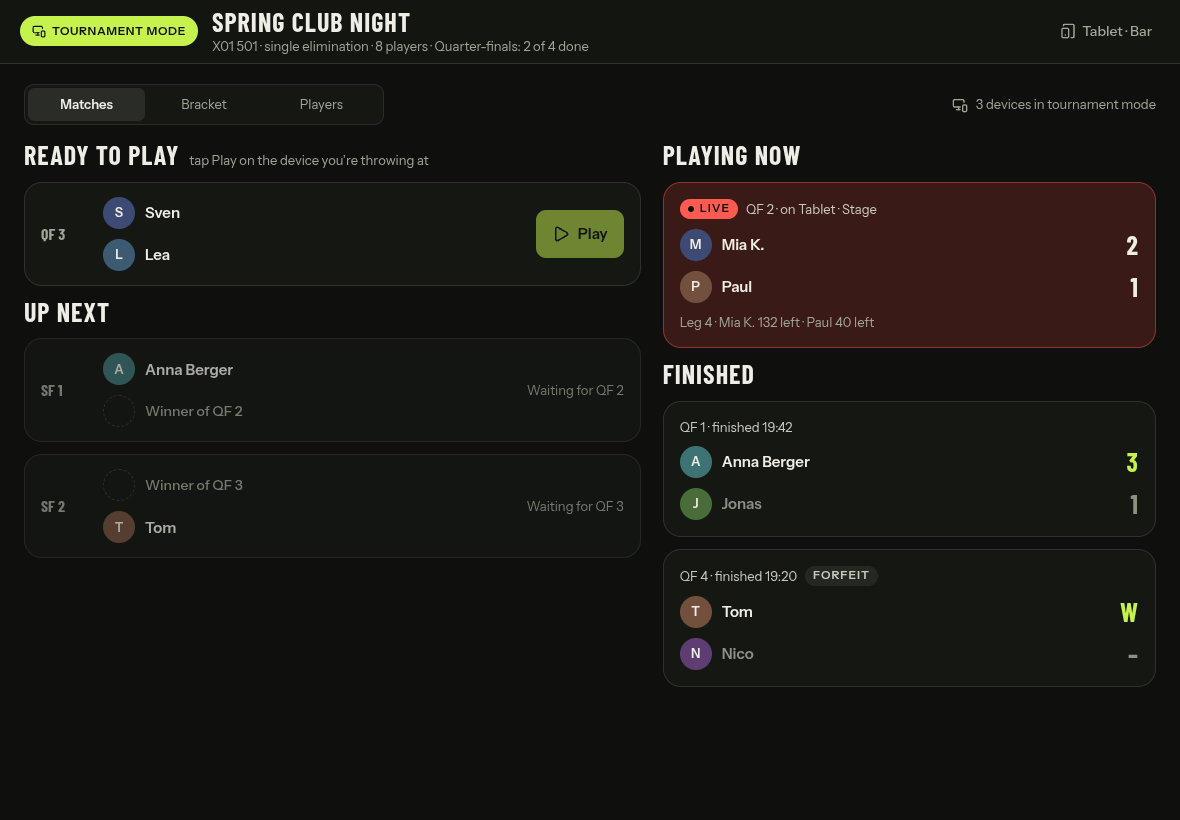 TOURNAMENT MODE
SPRING CLUB NIGHT
X01 501 · single elimination · 8 players · Quarter-finals: 2 of 4 done
Tablet · Bar
Matches
Bracket
Players
3 devices in tournament mode
READY TO PLAY
tap Play on the device you're throwing at
QF 3
S
Sven
L
Lea
Play
UP NEXT
SF 1
A
Anna Berger
Winner of QF 2
Waiting for QF 2
SF 2
Winner of QF 3
T
Tom
Waiting for QF 3
PLAYING NOW
LIVE
QF 2 · on Tablet · Stage
M
Mia K.
2
P
Paul
1
Leg 4 · Mia K. 132 left · Paul 40 left
FINISHED
QF 1 · finished 19:42
A
Anna Berger
3
J
Jonas
1
QF 4 · finished 19:20
FORFEIT
T
Tom
W
N
Nico
–